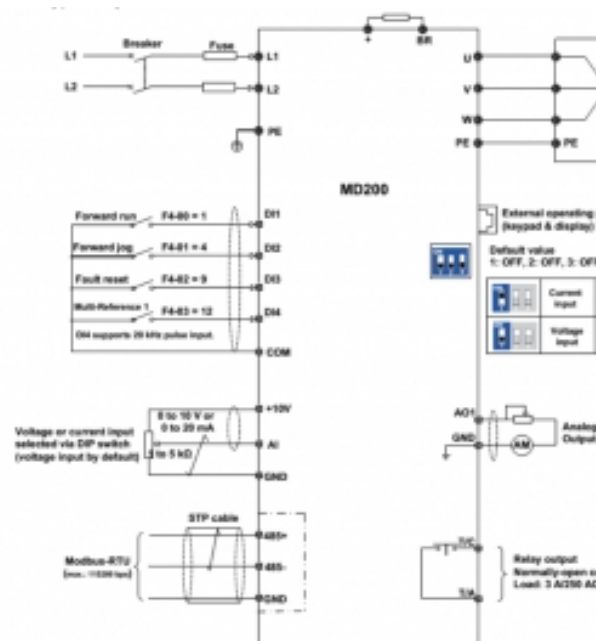 Breaker
Fuse
L1
L1
L2
L2
PE
+
BR
U
V
W
PE
PE
MD200
Forward run
F4-00 = 1
DI1
Forward jog
F4-01 = 4
DI2
Fault reset
F4-02 = 9
DI3
Multi-Reference 1
F4-03 = 12
DI4
DI4 supports 20 kHz pulse input.
COM
External operating
(keypad & display)
Default value
1: OFF, 2: OFF, 3: OFF
Current
input
Voltage
input
+10V
0 to 10 V or
0 to 20 mA
Voltage or current input
selected via DIP switch
(voltage input by default)
AI
to 5 kΩ
GND
AO1
GND
AM
Analog
Output
STP cable
485+
485-
GND
Modbus-RTU
T/C
T/A
Relay output
Normally-open
Load: 3 A/250 AC